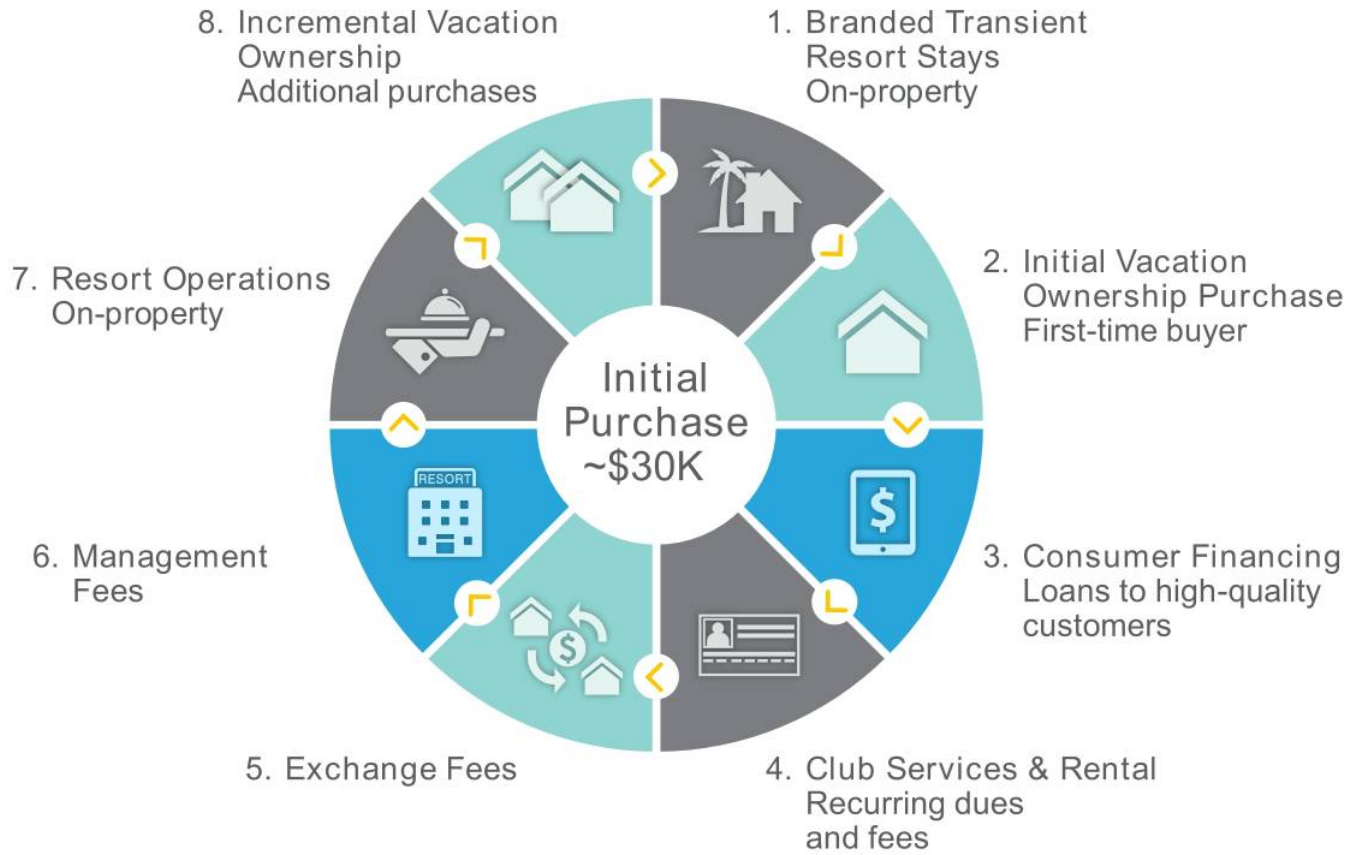 1. Branded Transient
Resort Stays
On-property
2. Initial Vacation
Ownership Purchase
First-time buyer
3. Consumer Financing
Loans to high-quality
customers
4. Club Services & Rental
Recurring dues
and fees
5. Exchange Fees
6. Management
Fees
7. Resort Operations
On-property
8. Incremental Vacation
Ownership
Additional purchases
Initial
Purchase
~$30K
RESORT
$
$